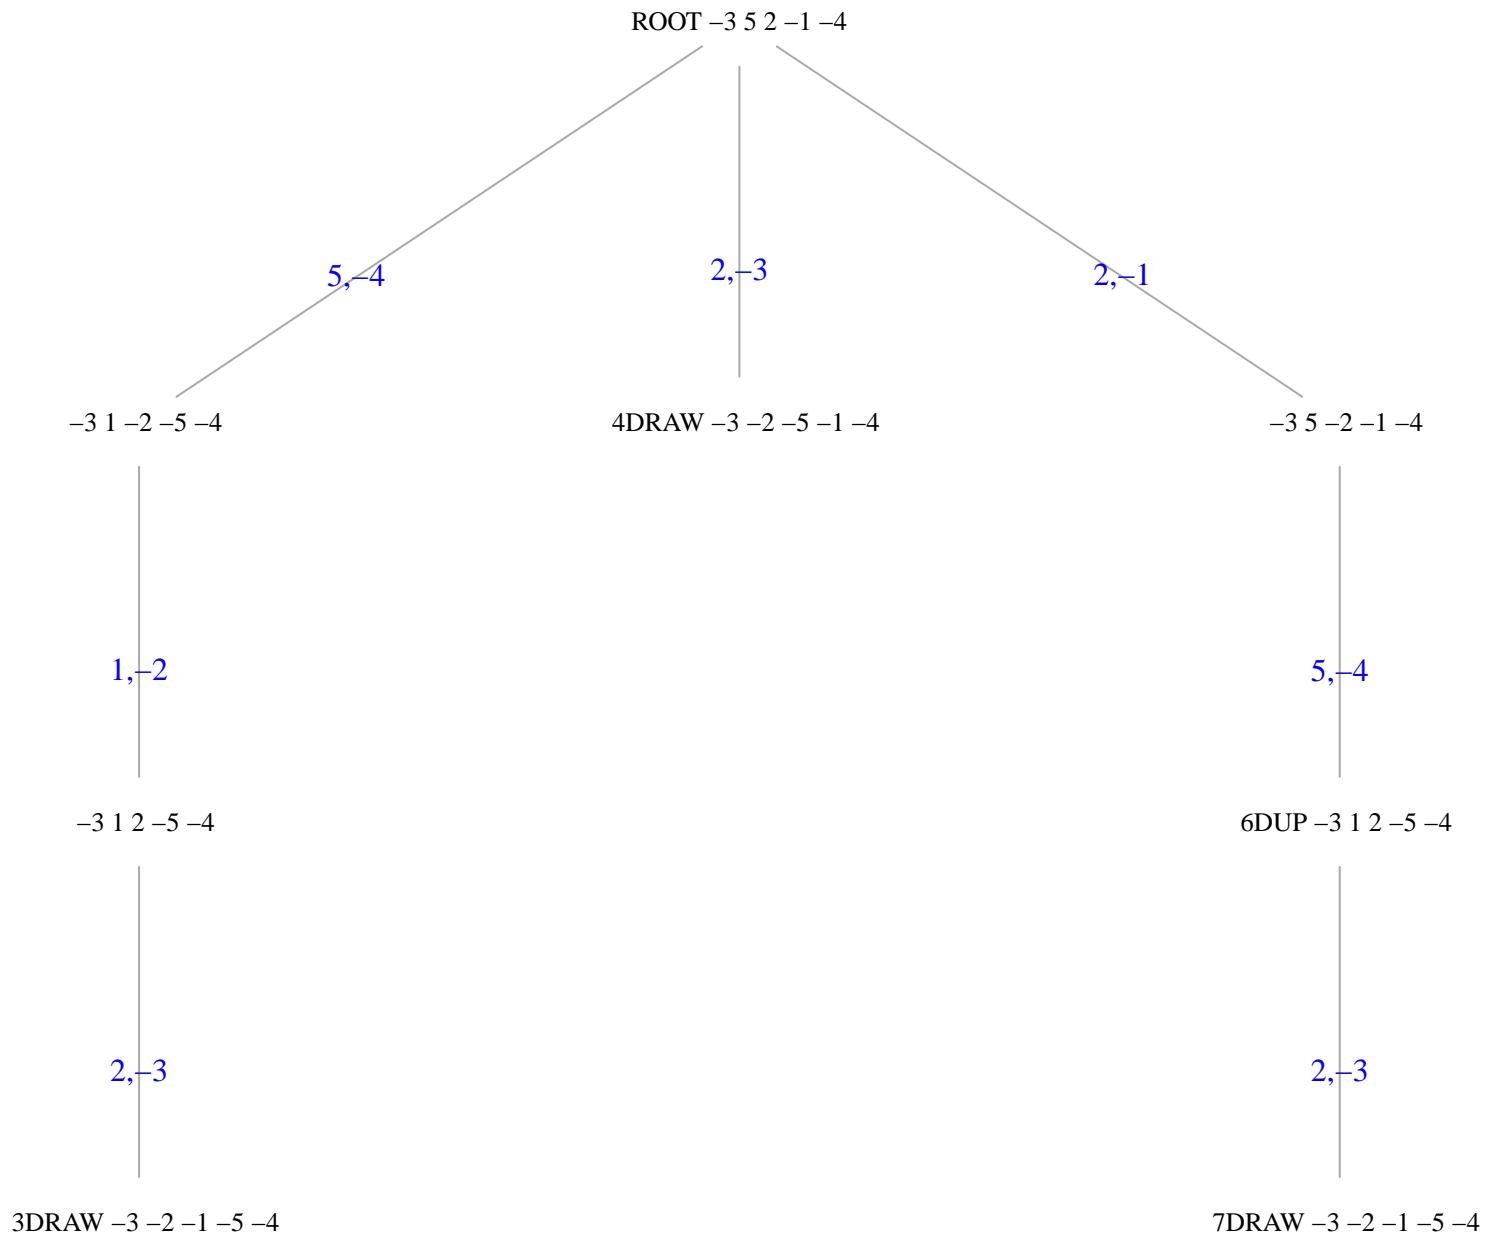 ROOT –3 5 2 –1 –4
5,–4
2,–3
2,–1
–3 1 –2 –5 –4
4DRAW –3 –2 –5 –1 –4
–3 5 –2 –1 –4
1,–2
5,–4
–3 1 2 –5 –4
6DUP –3 1 2 –5 –4
2,–3
2,–3
3DRAW –3 –2 –1 –5 –4
7DRAW –3 –2 –1 –5 –4